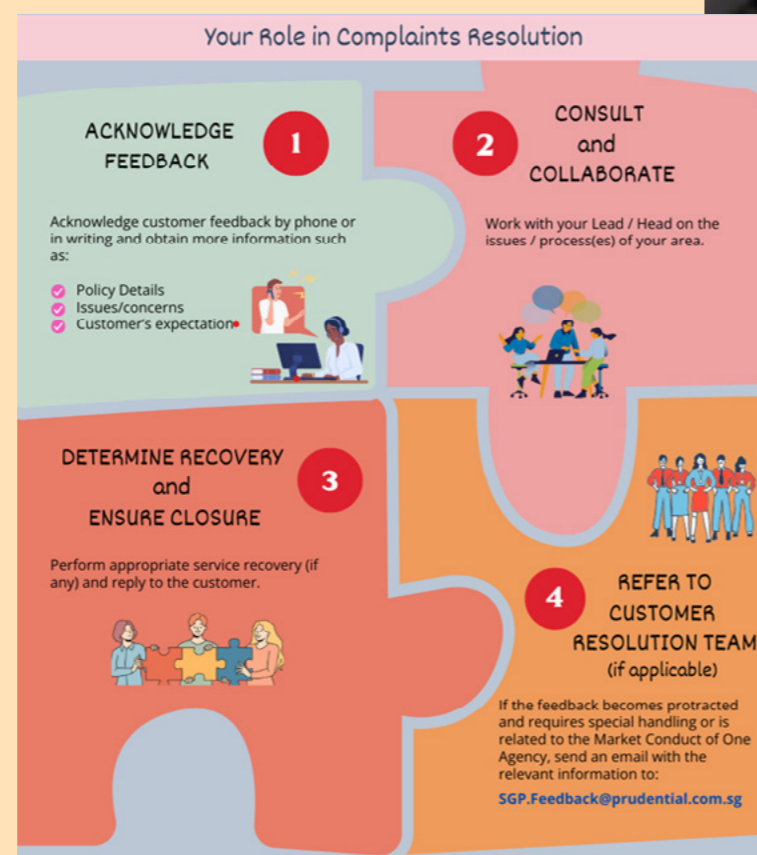 Your Role in Complaints Resolution
ACKNOWLEDGE
FEEDBACK
1
Acknowledge customer feedback by phone or
in writing and obtain more information such
as:
Policy Details
Issues/concerns
Customer's expectation
2
CONSULT
and
COLLABORATE
Work with your Lead / Head on the
issues / process(es) of your area.
DETERMINE RECOVERY
and
ENSURE CLOSURE
3
Perform appropriate service recovery (if
any) and reply to the customer.
4
REFER TO
CUSTOMER
RESOLUTION TEAM
(if applicable)
If the feedback becomes protracted
and requires special handling or is
related to the Market Conduct of One
Agency, send an email with the
relevant information to:
SGP.Feedback@prudential.com.sg